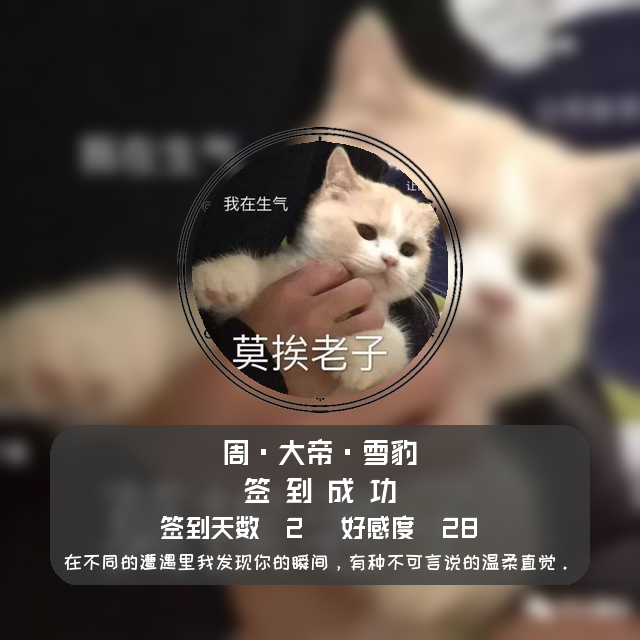 我在生气
莫挨老子
周·大帝·雪豹
签到成功
签到天数 2 好感度 28
在不同的遭遇里我发现你的瞬间，有种不可言说的温柔直觉.